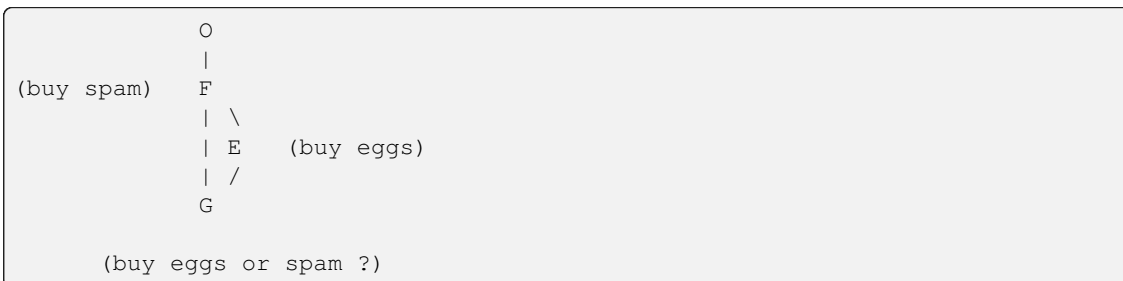 O
|
(buy spam) F
| \
| E (buy eggs)
| /
G
(buy eggs or spam ?)